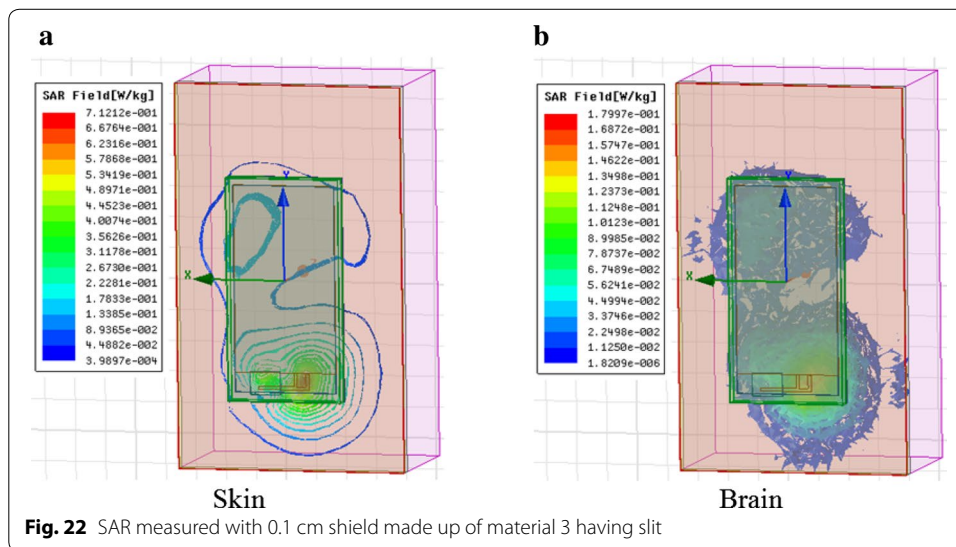 a
SAR Field[W/kg]
7.1212e-001
6.6764e-001
6.2316e-001
5.7868e-001
5.3419e-001
4.8971e-001
4.4523e-001
4.0074e-001
3.5626e-001
3.1178e-001
2.6730e-001
2.2281e-001
1.7833e-001
1.3385e-001
8.9365e-002
4.4882e-002
3.9897e-004
Y
X
Skin
b
SAR Field[W/kg]
1.7997e-001
1.6872e-001
1.5747e-001
1.4622e-001
1.3498e-001
1.2373e-001
1.1248e-001
1.0123e-001
8.9985e-002
7.8737e-002
6.7489e-002
5.6241e-002
4.4994e-002
3.3746e-002
2.2498e-002
1.1250e-002
1.8209e-006
Y
X
Brain
Fig. 22 SAR measured with 0.1 cm shield made up of material 3 having slit